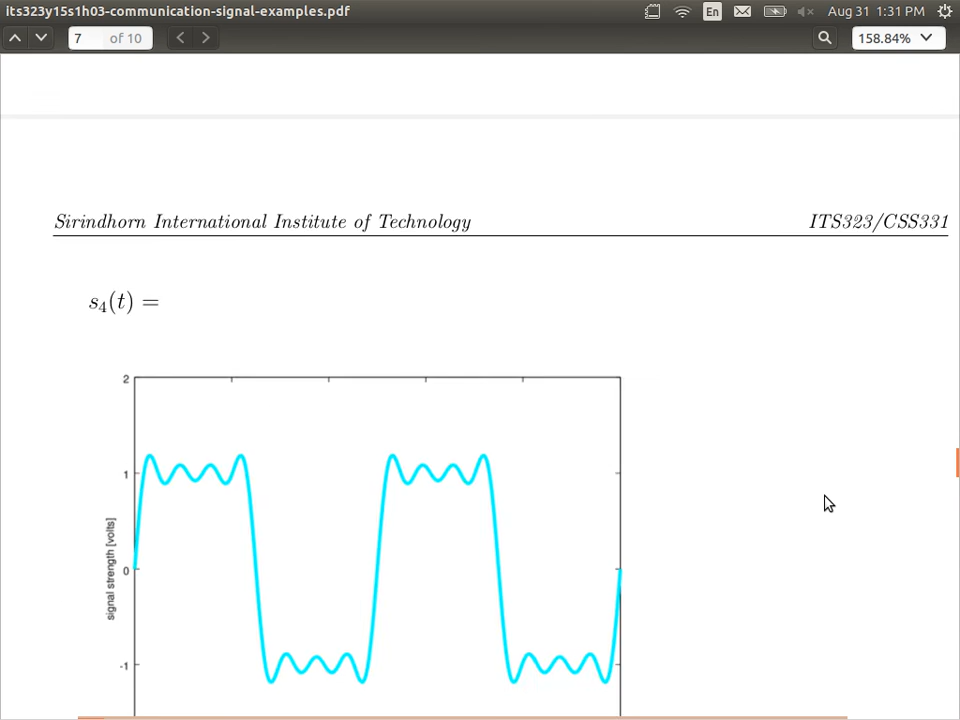 its323y15s1h03-communication-signal-examples.pdf
En
Aug 31 1:31 PM
7 of 10
158.84%
Sirindhorn International Institute of Technology
ITS323/CSS331
s₄(t) =
2
1
0
-1
signal strength [volts]